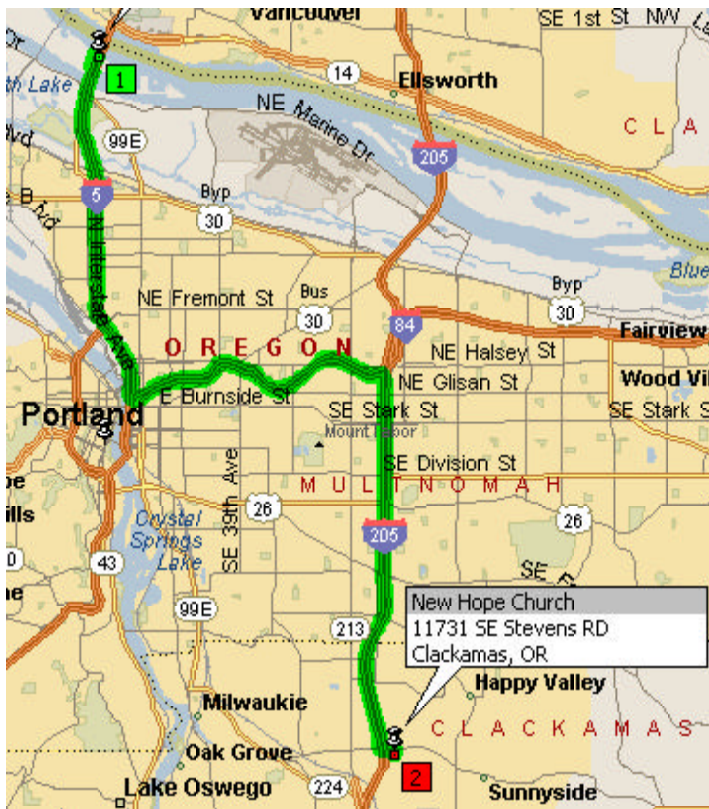 Vancouver
SE 1st St NW
14
Ellsworth
th Lake
1
99E
NE Marine Dr
205
C L A
5
Byp
30
e Blvd
N Interstate Ave
NE Fremont St
Bus
30
Byp
30
Blue
84
Fairview
O R E G O N
NE Halsey St
NE Glisan St
Wood Vil
E Burnside St
Portland
SE Stark St
SE Stark S
Mount Tabor
SE Division St
M U L T N O M A H
SE 39th Ave
26
26
Crystal
Springs
Lake
ills
43
205
99E
213
New Hope Church
11731 SE Stevens RD
Clackamas, OR
Milwaukie
Happy Valley
C L A C K A M A S
Oak Grove
2
Lake Oswego
224
Sunnyside